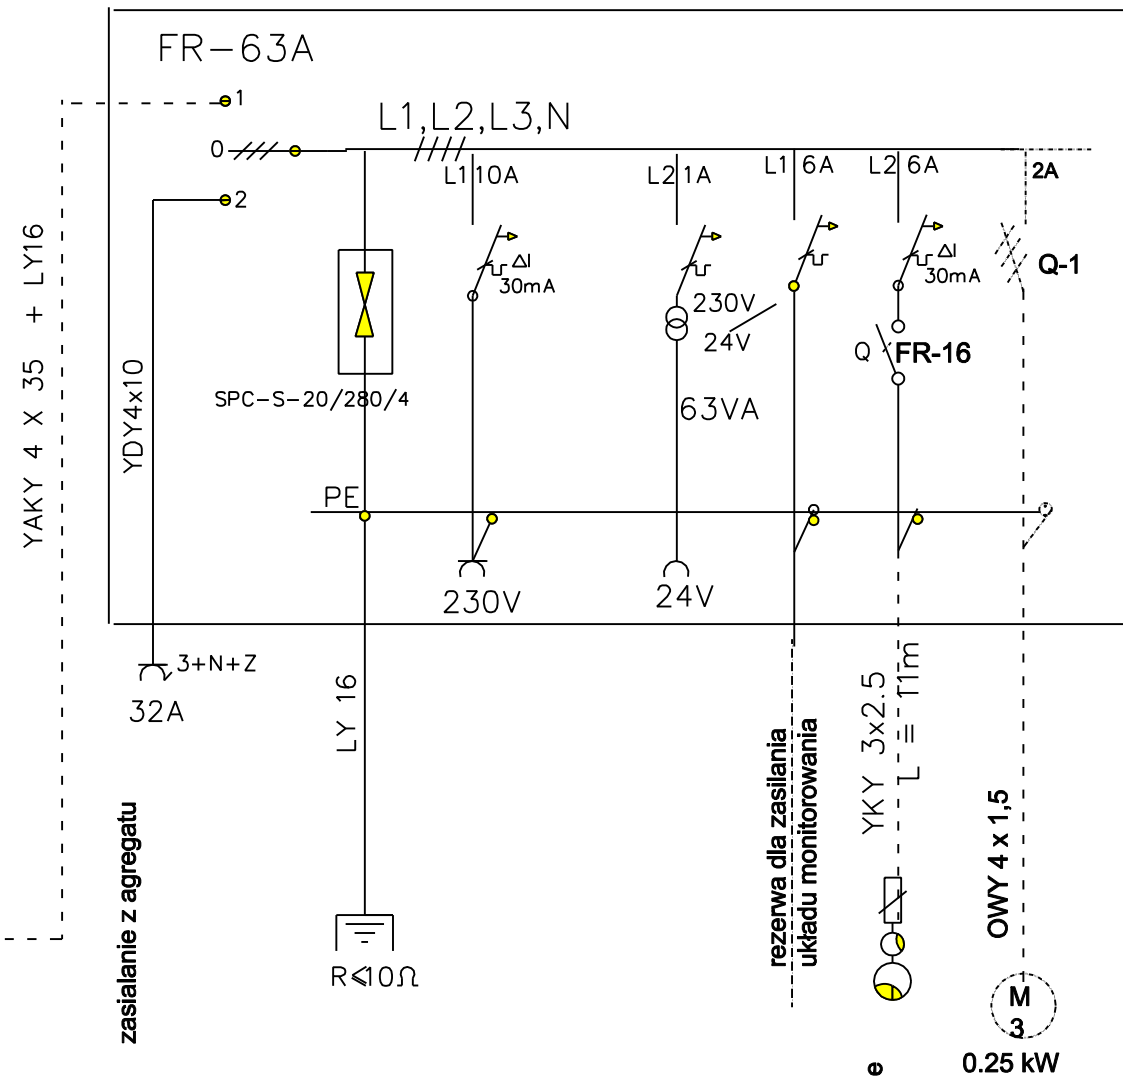 FR-63A
1
0
2
L1,L2,L3,N
L1 10A
L2 1A
L1 6A
L2 6A
2A
ΔI
30mA
ΔI
30mA
Q-1
230V
24V
Q
FR-16
SPC-S-20/280/4
63VA
YAKY 4 X 35 + LY16
YDY4x10
PE
230V
24V
3+N+Z
32A
LY 16
YKY 3x2.5
L = 11m
rezerwa dla zasilania
układu monitorowania
OWY 4 x 1,5
zasialanie z agregatu
R≤10Ω
M
3
0.25 kW
e